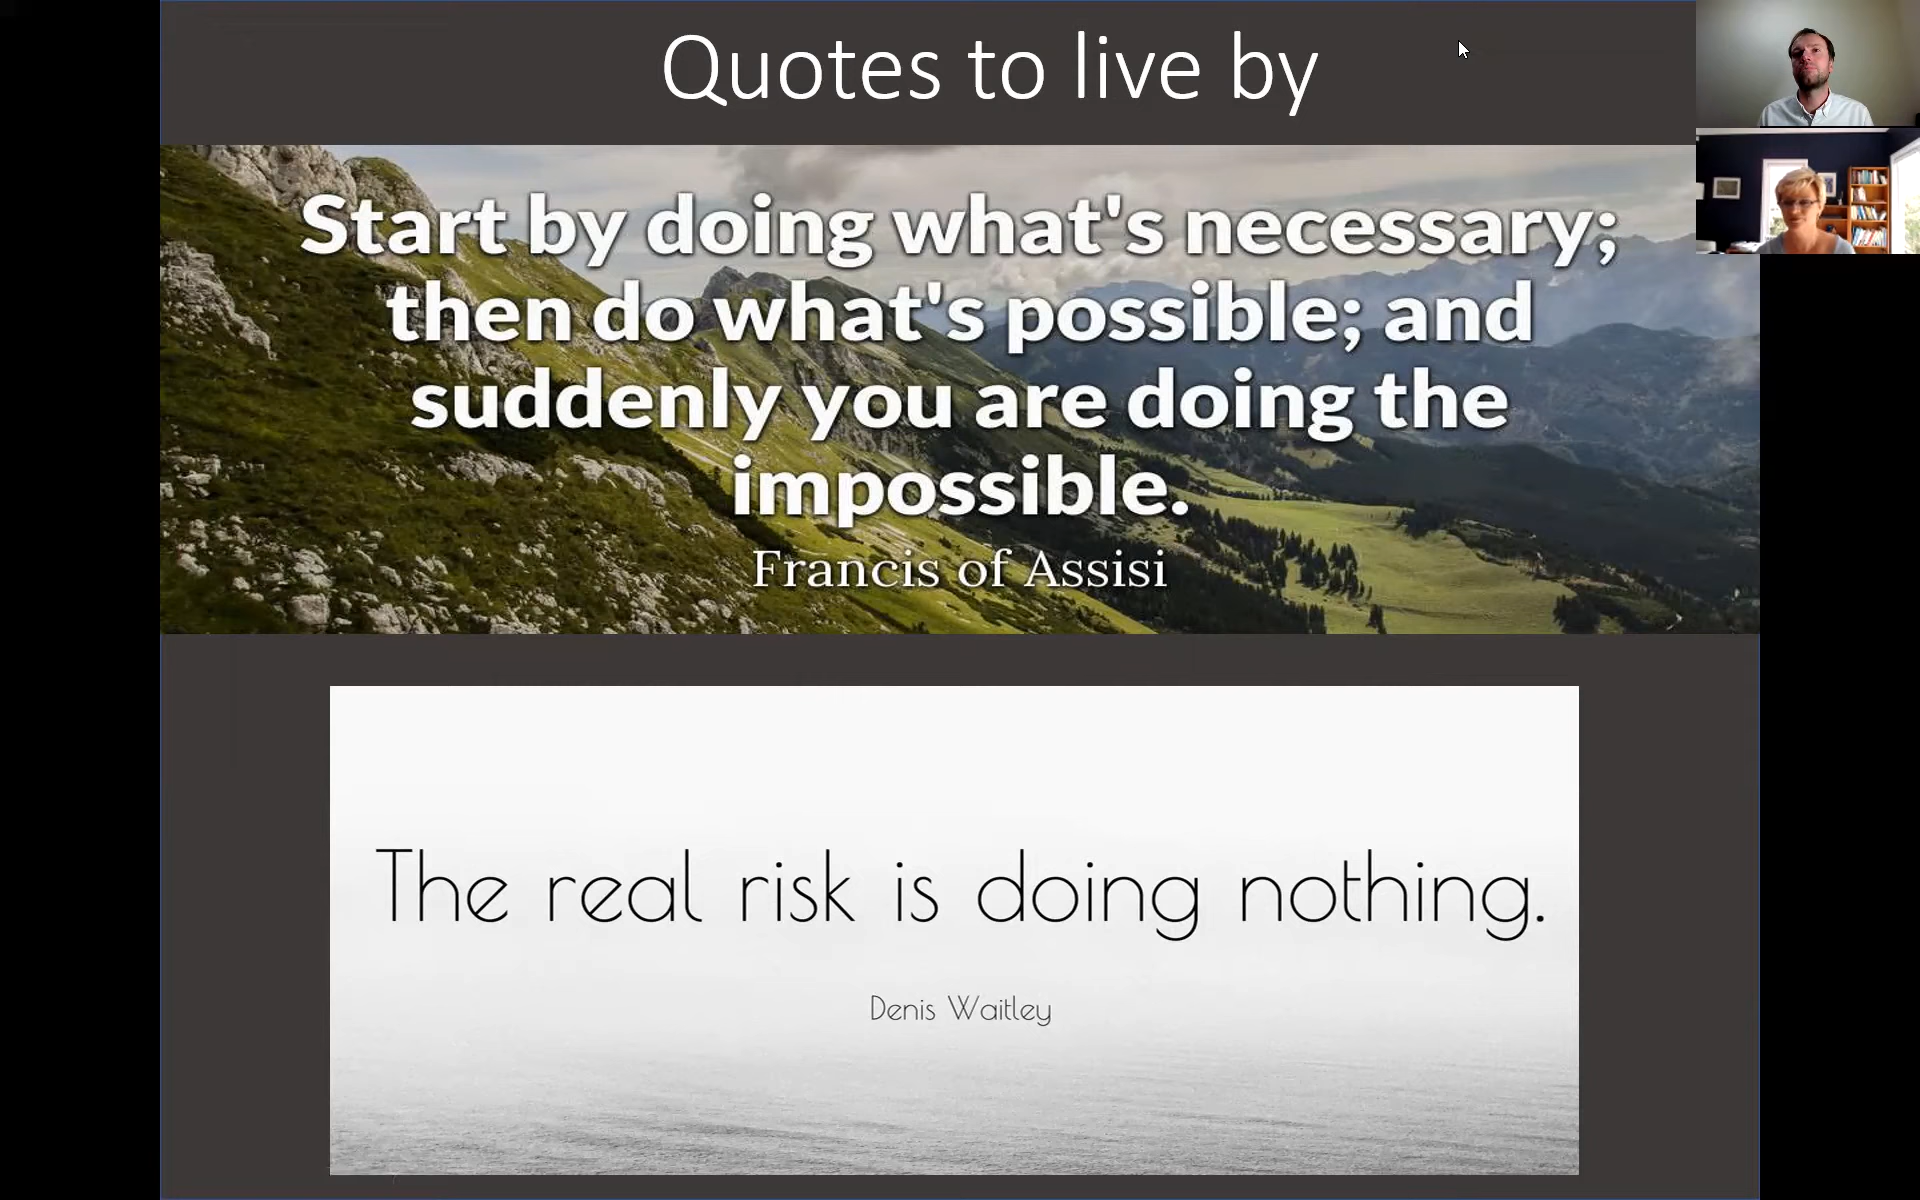 Quotes to live by
Start by doing what's necessary;
then do what's possible; and
suddenly you are doing the
impossible.
Francis of Assisi
The real risk is doing nothing.
Denis Waitley